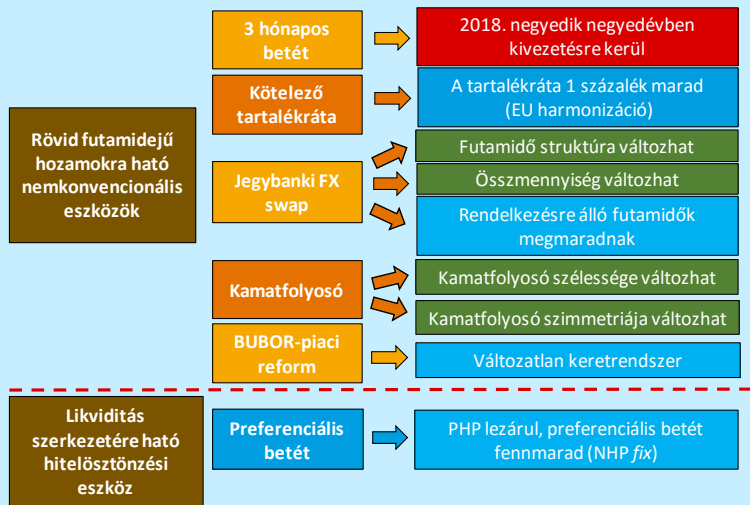 3 hónapos
betét
2018. negyedik negyedévben
kivezetésre kerül
Kötelező
tartalékráta
A tartalékráta 1 százalék marad
(EU harmonizáció)
Rövid futamidejű
hozamokra ható
nemkonvencionális
eszközök
Jegybanki FX
swap
Futamidő struktúra változhat
Összmennyiség változhat
Rendelkezésre álló futamidők
megmaradnak
Kamatfolyosó
Kamatfolyosó szélessége változhat
Kamatfolyosó szimmetriája változhat
BUBOR-piaci
reform
Változatlan keretrendszer
Likviditás
szerkezetére ható
hitelösztönzési
eszköz
Preferenciális
betét
PHP lezárul, preferenciális betét
fennmarad (NHP fix)